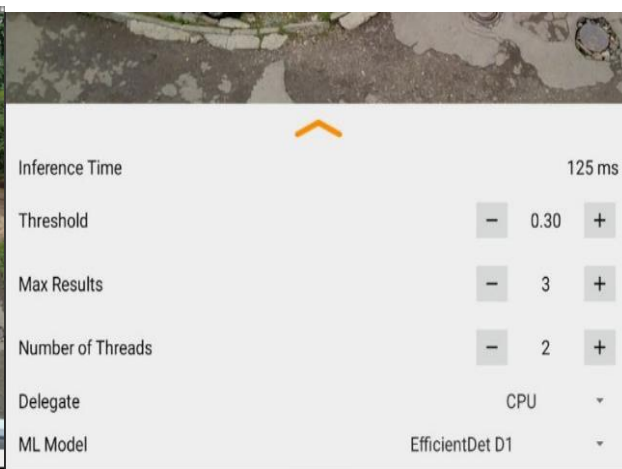 Inference Time 125 ms
Threshold − 0.30 +
Max Results − 3 +
Number of Threads − 2 +
Delegate CPU
ML Model EfficientDet D1